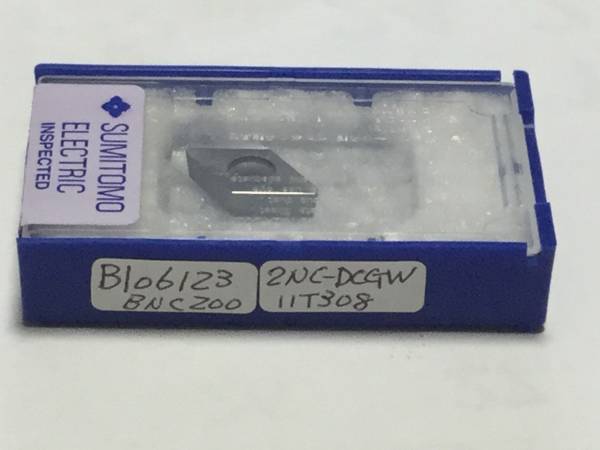 SUMITOMO
ELECTRIC
INSPECTED
B106123
BNC200
2NC-DCGW
11T308